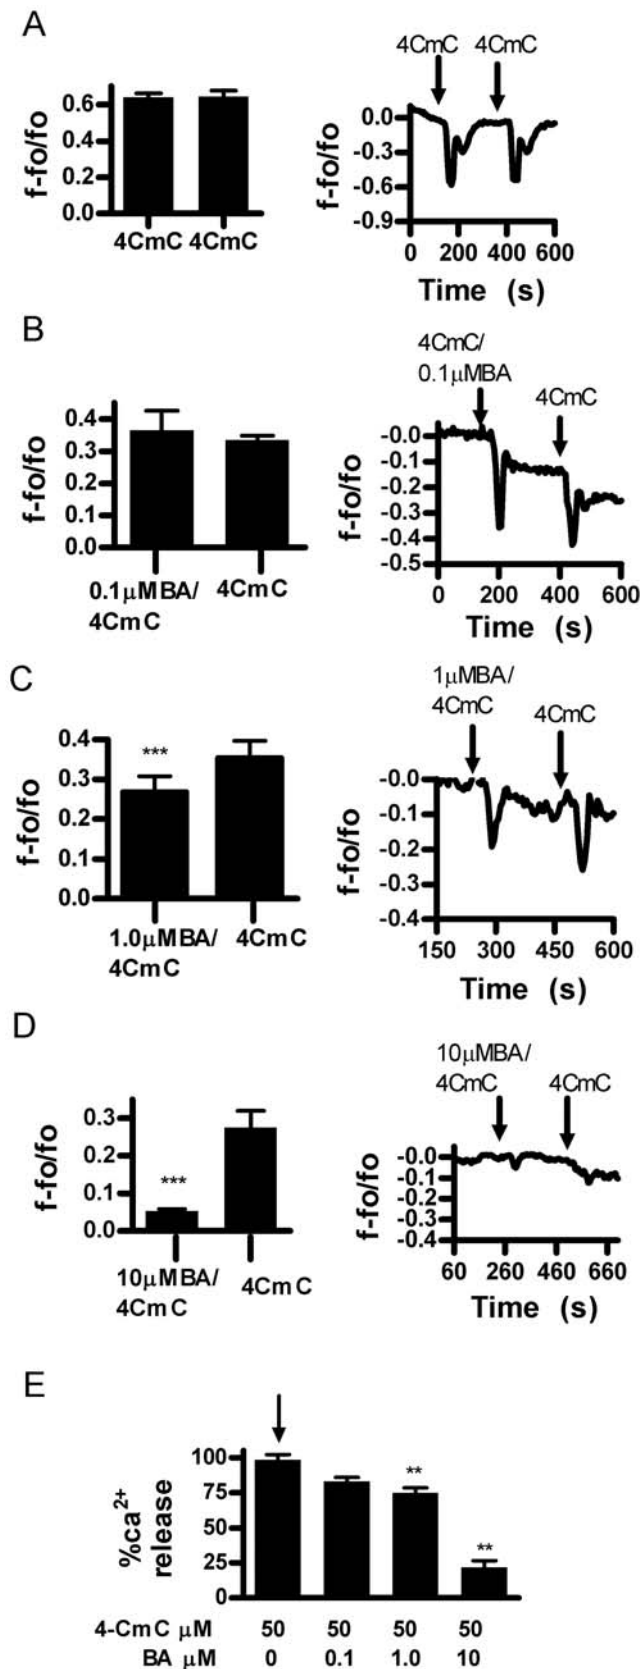 A
4CmC 4CmC
f-fo/fo
0.6
0.4
0.2
0.0
4CmC 4CmC
f-fo/fo
0.0
-0.3
-0.6
-0.9
0 200 400 600
Time (s)
B
4CmC/
0.1µMBA
4CmC
f-fo/fo
0.4
0.3
0.2
0.1
0.0
0.1µMBA/
4CmC
4CmC
f-fo/fo
-0.0
-0.1
-0.2
-0.3
-0.4
-0.5
0 200 400 600
Time (s)
C
1µMBA/
4CmC
4CmC
f-fo/fo
0.4
0.3
0.2
0.1
0.0
***
1.0µMBA/
4CmC
4CmC
f-fo/fo
-0.0
-0.1
-0.2
-0.3
-0.4
150 300 450 600
Time (s)
D
10µMBA/
4CmC
4CmC
f-fo/fo
0.3
0.2
0.1
0.0
***
10µMBA/
4CmC
4CmC
f-fo/fo
-0.0
-0.1
-0.2
-0.3
-0.4
60 260 460 660
Time (s)
E
%ca2+
release
100
75
50
25
0
**
**
4-CmC µM 50 50 50 50
BA µM 0 0.1 1.0 10